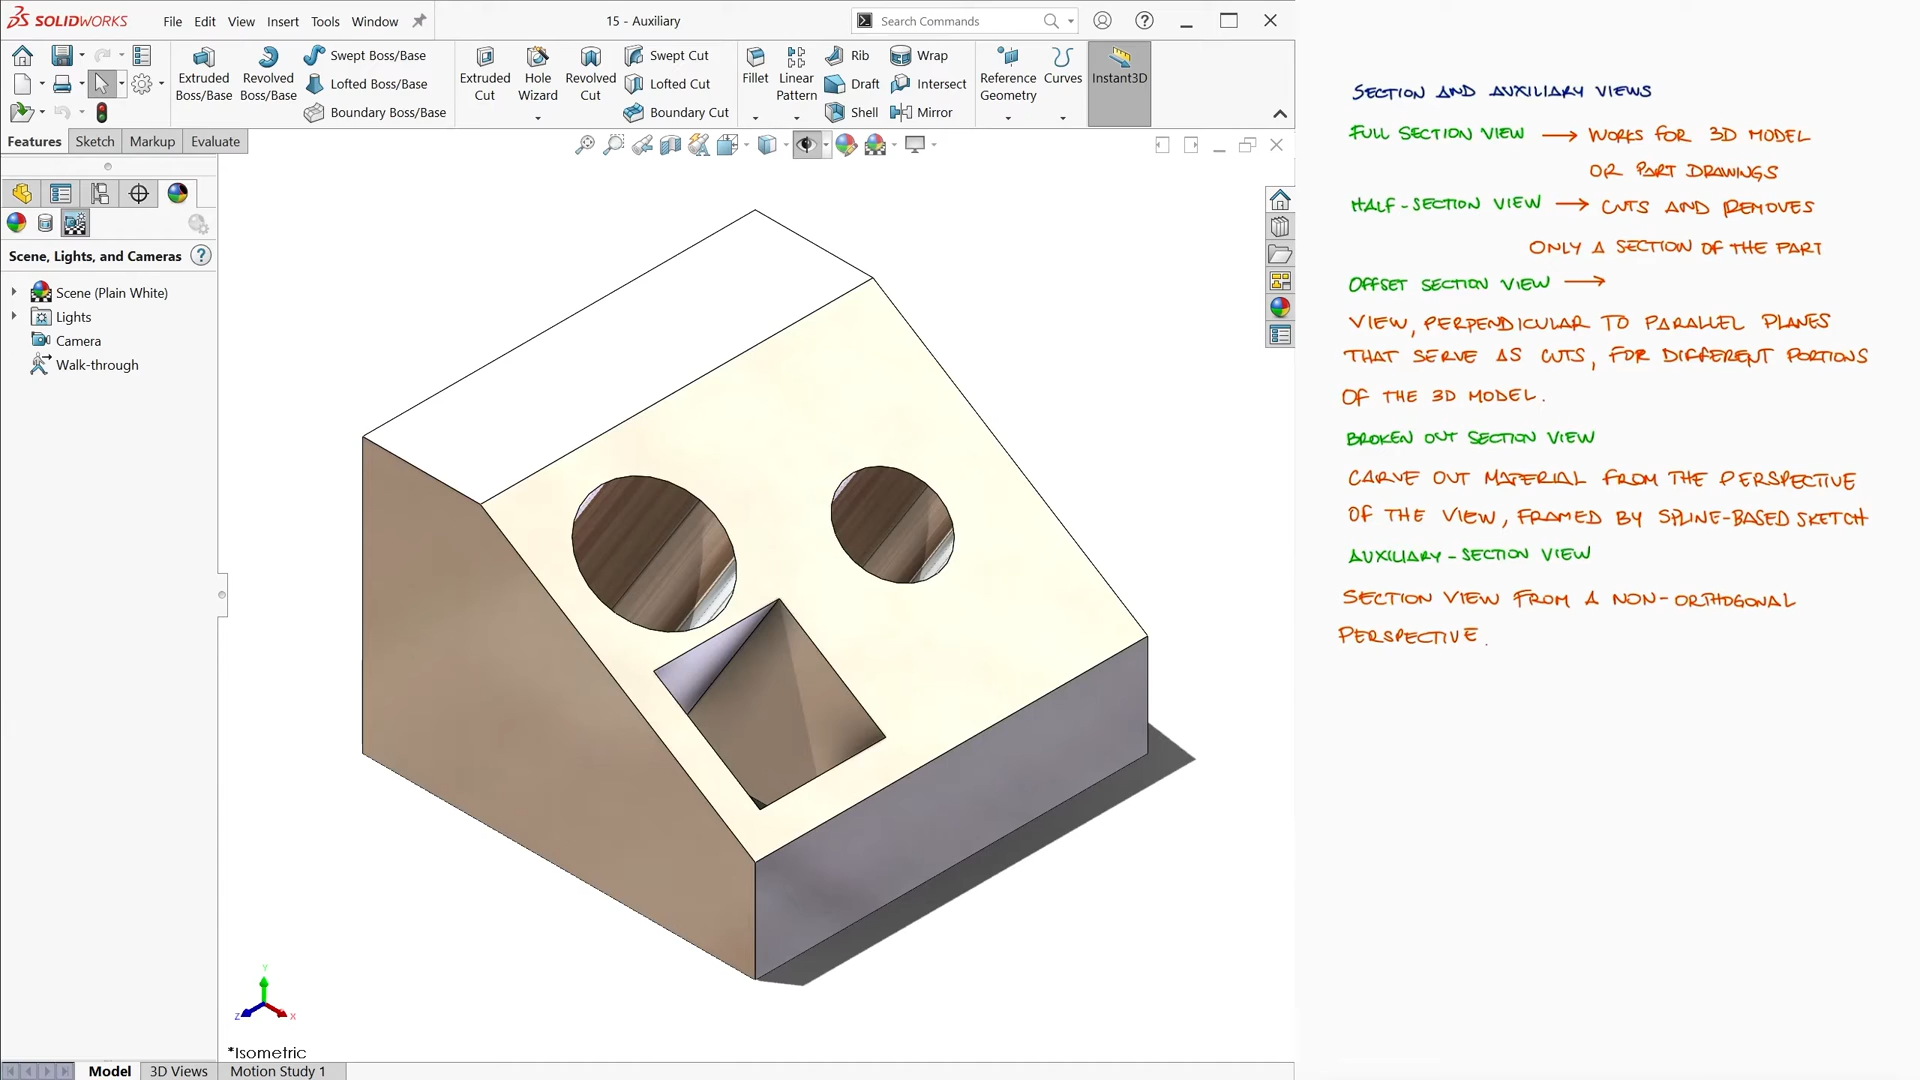 SOLIDWORKS
File Edit View Insert Tools Window
15 - Auxiliary
Search Commands
Extruded Boss/Base
Revolved Boss/Base
Swept Boss/Base
Lofted Boss/Base
Boundary Boss/Base
Extruded Cut
Hole Wizard
Revolved Cut
Swept Cut
Lofted Cut
Boundary Cut
Fillet
Linear Pattern
Rib
Draft
Shell
Wrap
Intersect
Mirror
Reference Geometry
Curves
Instant3D
Features Sketch Markup Evaluate
Scene, Lights, and Cameras
Scene (Plain White)
Lights
Camera
Walk-through
Y
Z
X
*Isometric
Model 3D Views Motion Study 1
SECTION AND AUXILIARY VIEWS
FULL SECTION VIEW → WORKS FOR 3D MODEL
OR PART DRAWINGS
HALF-SECTION VIEW → CUTS AND REMOVES
ONLY A SECTION OF THE PART
OFFSET SECTION VIEW →
VIEW, PERPENDICULAR TO PARALLEL PLANES
THAT SERVE AS CUTS, FOR DIFFERENT PORTIONS
OF THE 3D MODEL.
BROKEN OUT SECTION VIEW
CARVE OUT MATERIAL FROM THE PERSPECTIVE
OF THE VIEW, FRAMED BY SPLINE-BASED SKETCH
AUXILIARY-SECTION VIEW
SECTION VIEW FROM A NON-ORTHOGONAL
PERSPECTIVE.